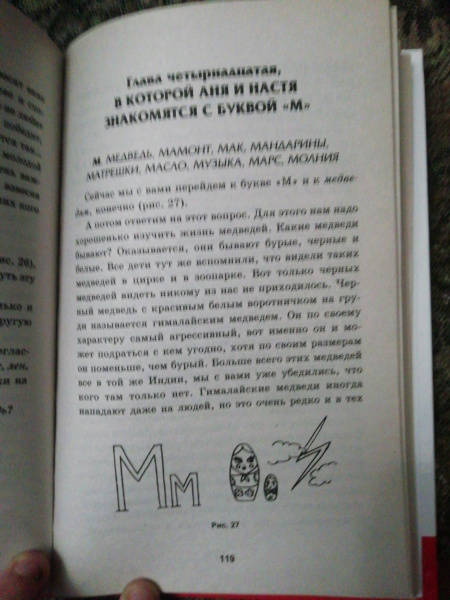 Глава четырнадцатая,
В КОТОРОЙ АНЯ И НАСТЯ
ЗНАКОМЯТСЯ С БУКВОЙ «М»
М. МЕДВЕДЬ, МАМОНТ, МАК, МАНДАРИНЫ,
МАТРЕШКИ, МАСЛО, МУЗЫКА, МАРС, МОЛНИЯ
Сейчас мы с вами перейдем к букве «М» и к медве-
дям, конечно (рис. 27).
А потом ответим на этот вопрос. Для этого нам надо
хорошенько изучить жизнь медведей. Какие медведи
бывают? Оказывается, они бывают бурые, черные и
белые. Все дети тут же вспомнили, что видели таких
медведей в цирке и в зоопарке. Вот только черных
медведей видеть никому из нас не приходилось. Чер-
ный медведь с красивым белым воротничком на гру-
ди называется гималайским медведем. Он по своему
характеру самый агрессивный, вот именно он и мо-
жет подраться с кем угодно, хотя по своим размерам
он поменьше, чем бурый. Больше всего этих медведей
все в той же Индии, мы с вами уже убедились, что
кого там только нет. Гималайские медведи иногда
нападают даже на людей, но это очень редко и в тех
Мм
Рис. 27
119